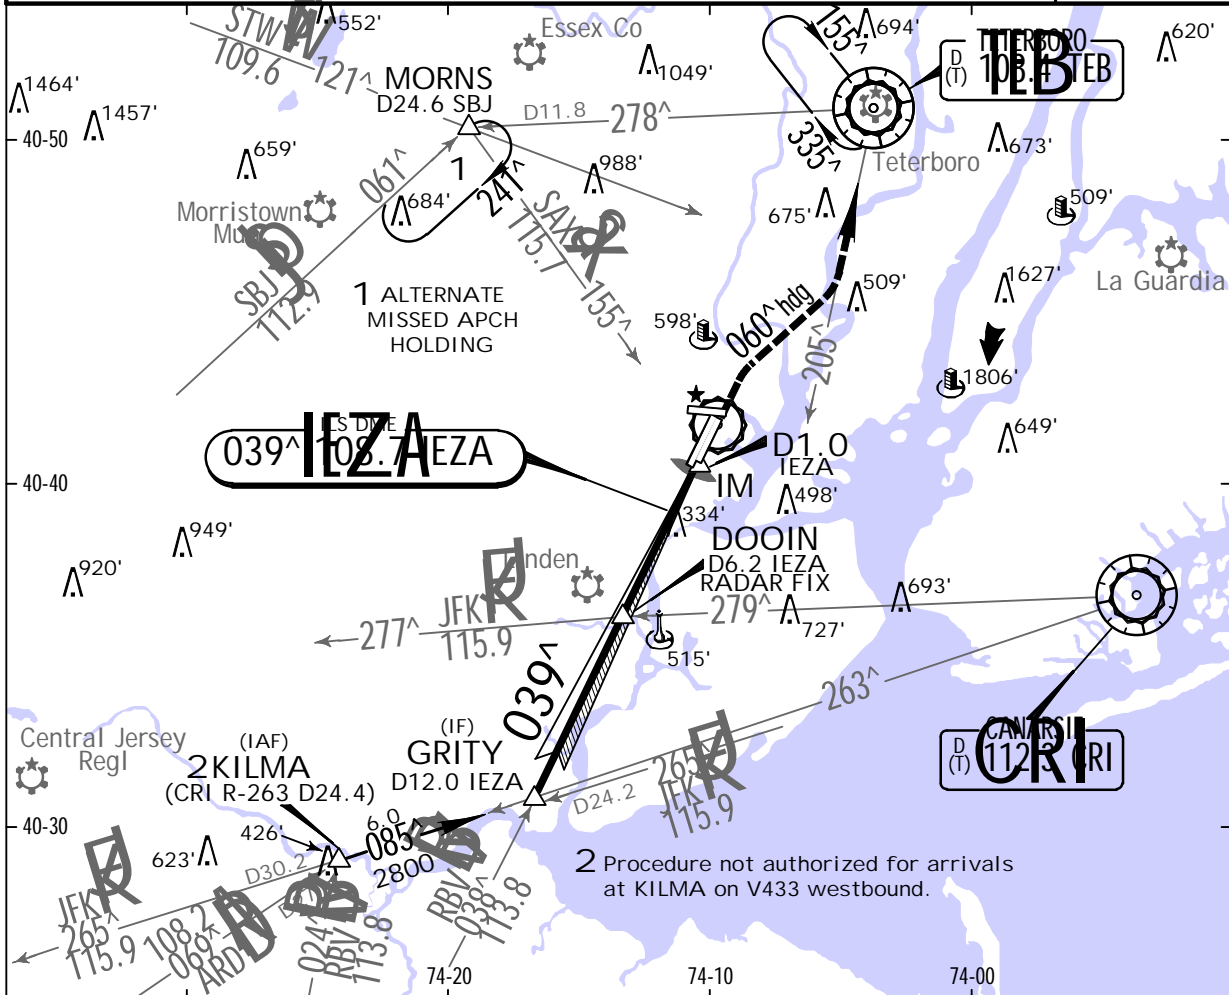 552'
Essex Co
694'
620'
STW
109.6
121^
155^
TETERBORO
D
(T)
108.4 TEB
TEB
1464'
1457'
1049'
MORNS
D24.6 SBJ
D11.8
278^
40-50
335^
673'
Teterboro
659'
061^
1
241^
988'
684'
SAX
115.7
675'
509'
Morristown
SBJ
112.9
155^
La Guardia
1627'
509'
1 ALTERNATE
MISSED APCH
HOLDING
598'
060^ hdg
205^
1806'
ILS DME
039^ 108.7 IEZA
IEZA
D1.0
IEZA
649'
IM
40-40
498'
334'
949'
920'
DOOIN
D6.2 IEZA
RADAR FIX
Linden
JFK
115.9
277^
279^
693'
727'
515'
039^
263^
Central Jersey
Regl
(IAF)
2 KILMA
(CRI R-263 D24.4)
(IF)
GRITY
D12.0 IEZA
265^
JFK
115.9
D24.2
CANARSIE
D
(T)
112.3 CRI
CRI
40-30
426'
623'
6.0
085^
2800
D30.2
2 Procedure not authorized for arrivals
at KILMA on V433 westbound.
JFK
265^
115.9
108.2
069^
ARD
024^
RBV
113.8
RBV
038^
113.8
74-20
74-10
74-00